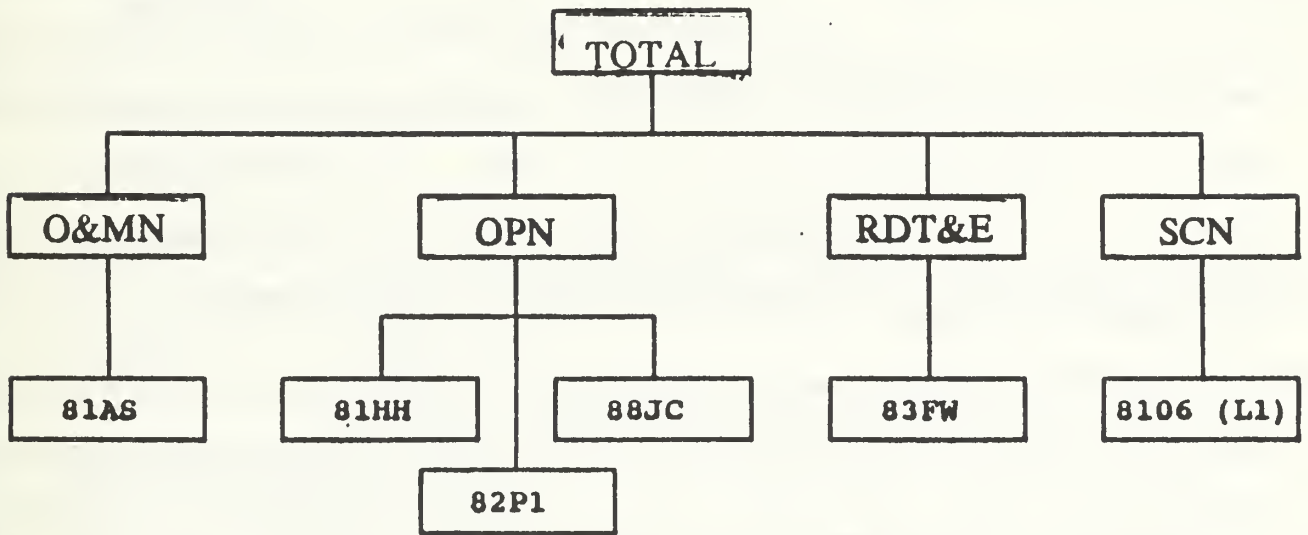 TOTAL
O&MN
OPN
RDT&E
SCN
81AS
81HH
88JC
83FW
8106 (L1)
82P1